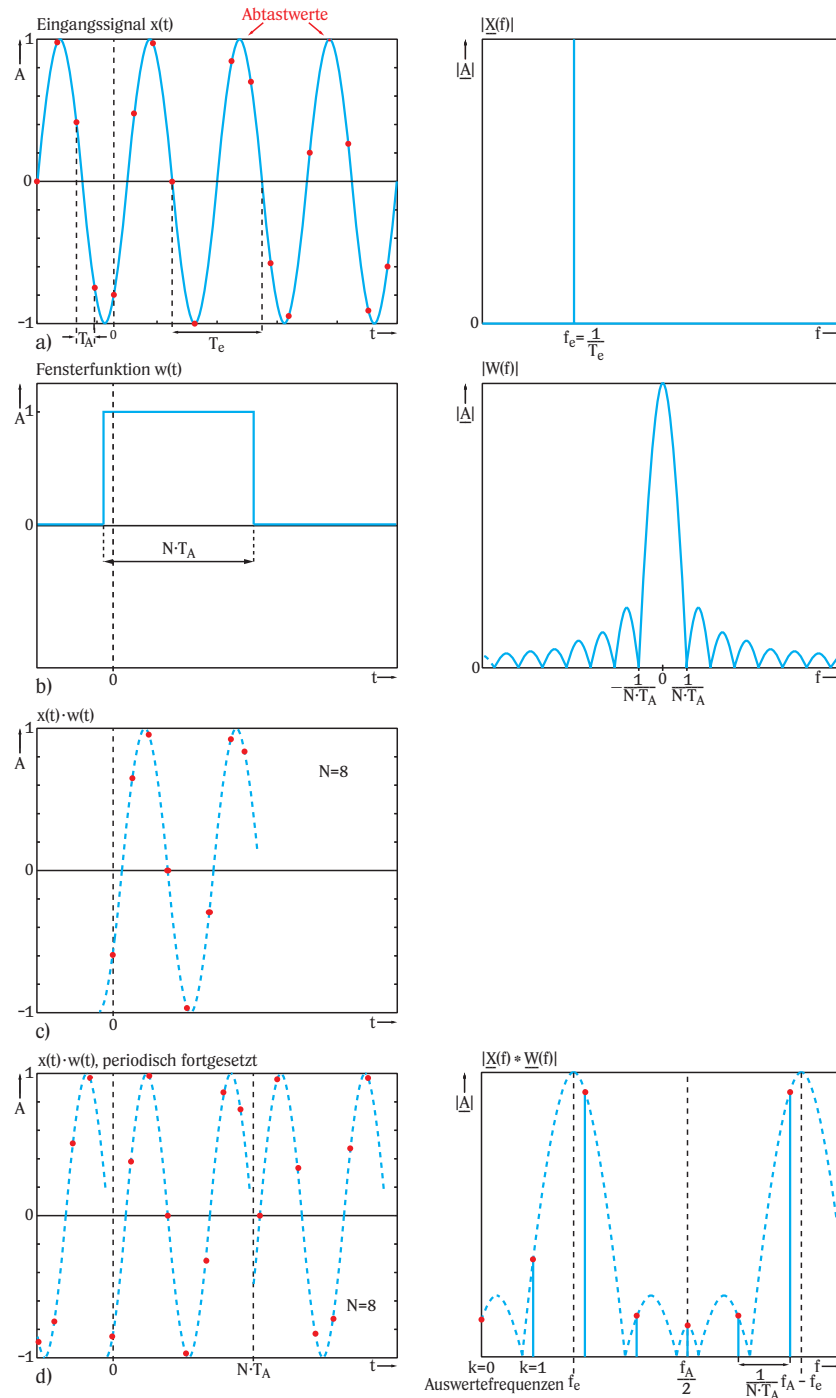 Eingangssignal x(t)
Abtastwerte
A
1
0
-1
a)
T_A
0
T_e
t
|X(f)|
|A|
0
f_e = 1/T_e
f
Fensterfunktion w(t)
A
1
0
N·T_A
b)
0
t
|W(f)|
|A|
0
-1/N·T_A
0
1/N·T_A
f
x(t)·w(t)
A
1
N=8
0
-1
c)
0
t
x(t)·w(t), periodisch fortgesetzt
A
1
0
N=8
-1
d)
0
N·T_A
t
|X(f) * W(f)|
|A|
k=0
k=1
Auswertefrequenzen f_e
f_A/2
1/N·T_A
f_A - f_e
f